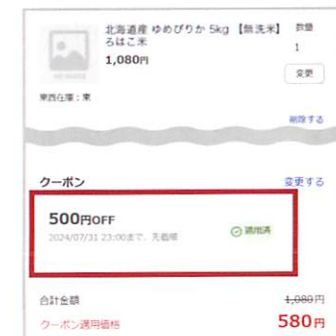 北海道産 ゆめぴりか 5kg 【無洗米】
ろはこ米
数量
1
1,080円
変更
東西在庫：東
削除する
クーポン
変更する
500円OFF
2024/07/31 23:00まで、先着順
適用済
合計金額
1,080円
クーポン適用価格
580円